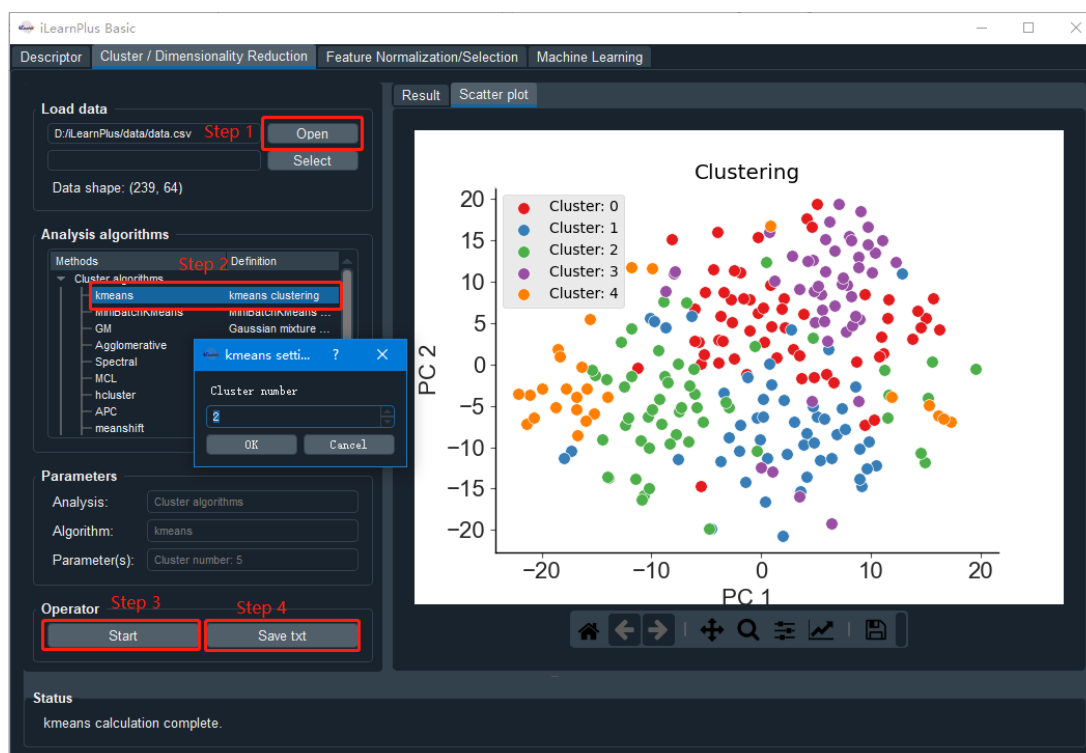 iLearnPlus Basic
Descriptor Cluster / Dimensionality Reduction Feature Normalization/Selection Machine Learning
Load data
D:/iLearnPlus/data/data.csv Step 1 Open
Select
Data shape: (239, 64)
Analysis algorithms
Methods Step 2 Definition
Cluster algorithms
kmeans kmeans clustering
MiniBatchKMeans MiniBatchKMeans ...
GM Gaussian mixture ...
Agglomerative
Spectral
MCL
hcluster
APC
meanshift
kmeans setti... ?
Cluster number
2
OK Cancel
Parameters
Analysis: Cluster algorithms
Algorithm: kmeans
Parameter(s): Cluster number: 5
Operator Step 3 Step 4
Start Save txt
Result Scatter plot
Clustering
Cluster: 0
Cluster: 1
Cluster: 2
Cluster: 3
Cluster: 4
20
15
10
5
0
−5
−10
−15
−20
PC 2
−20 −10 0 10 20
PC 1
Status
kmeans calculation complete.